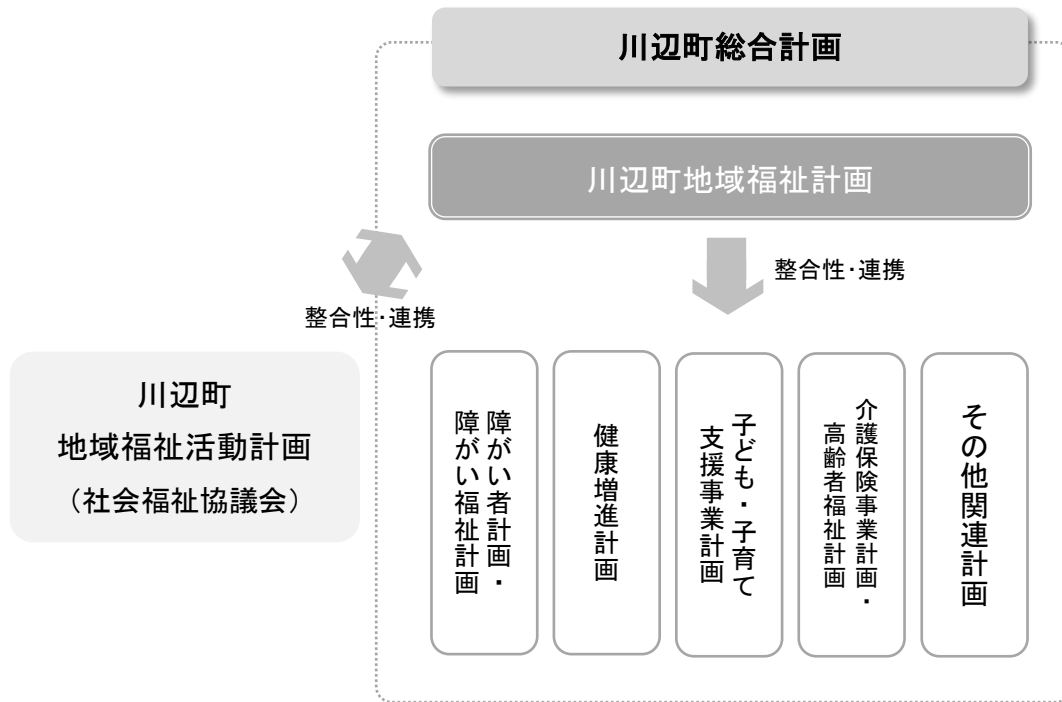 川辺町総合計画
川辺町地域福祉計画
整合性・連携
整合性・連携
川辺町
地域福祉活動計画
（社会福祉協議会）
障がい者計画・
障がい福祉計画
健康増進計画
子ども・子育て
支援事業計画
介護保険事業計画・
高齢者福祉計画
その他関連計画